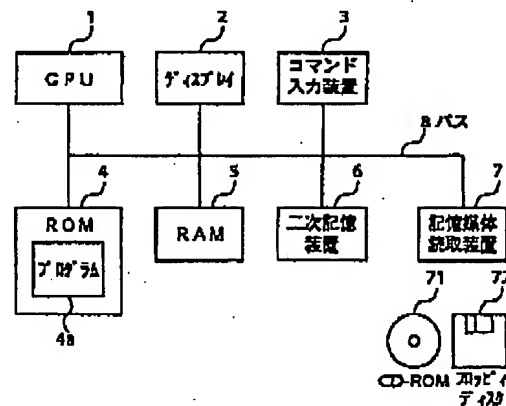 1
2
3
CPU
ディスプレイ
コマンド
入力装置
8 バス
4
5
6
7
ROM
プログラム
4a
RAM
二次記憶
装置
記憶媒体
読取装置
71
72
CD-ROM
フロッピィ
ディスク